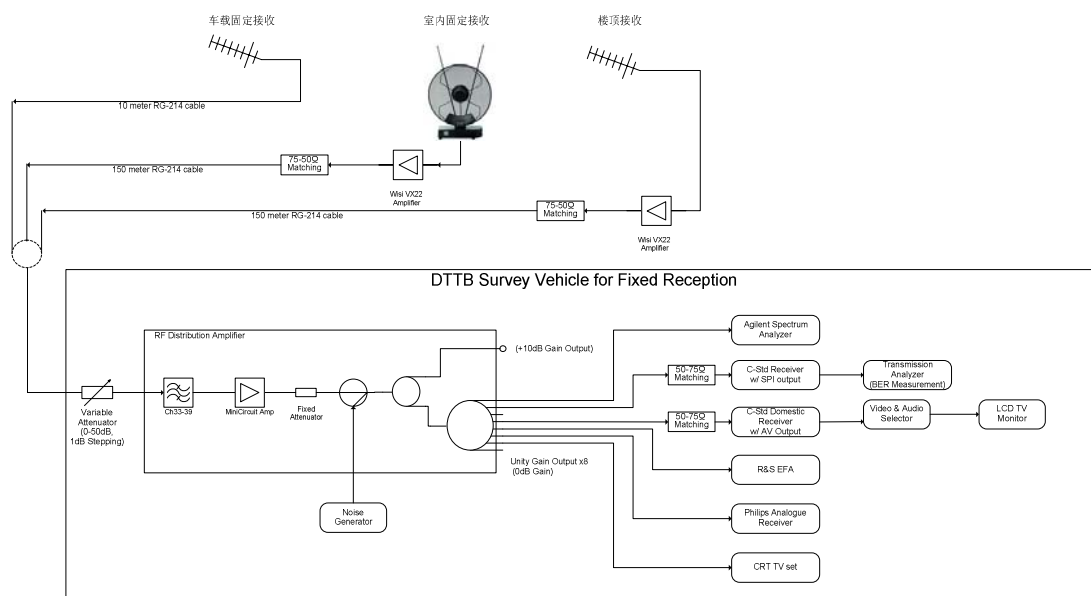 车载固定接收
室内固定接收
楼顶接收
10 meter RG-214 cable
75-50Ω
Matching
150 meter RG-214 cable
Wisi VX22
Amplifier
75-50Ω
Matching
150 meter RG-214 cable
Wisi VX22
Amplifier
DTTB Survey Vehicle for Fixed Reception
RF Distribution Amplifier
(+10dB Gain Output)
Agilent Spectrum
Analyzer
50-75Ω
Matching
C-Std Receiver
w/ SPI output
Transmission
Analyzer
(BER Measurement)
Variable
Attenuator
(0-50dB,
1dB Stepping)
Ch33-39
MiniCircuit Amp
Fixed
Attenuator
50-75Ω
Matching
C-Std Domestic
Receiver
w/ AV Output
Video & Audio
Selector
LCD TV
Monitor
Unity Gain Output x8
(0dB Gain)
R&S EFA
Noise
Generator
Philips Analogue
Receiver
CRT TV set